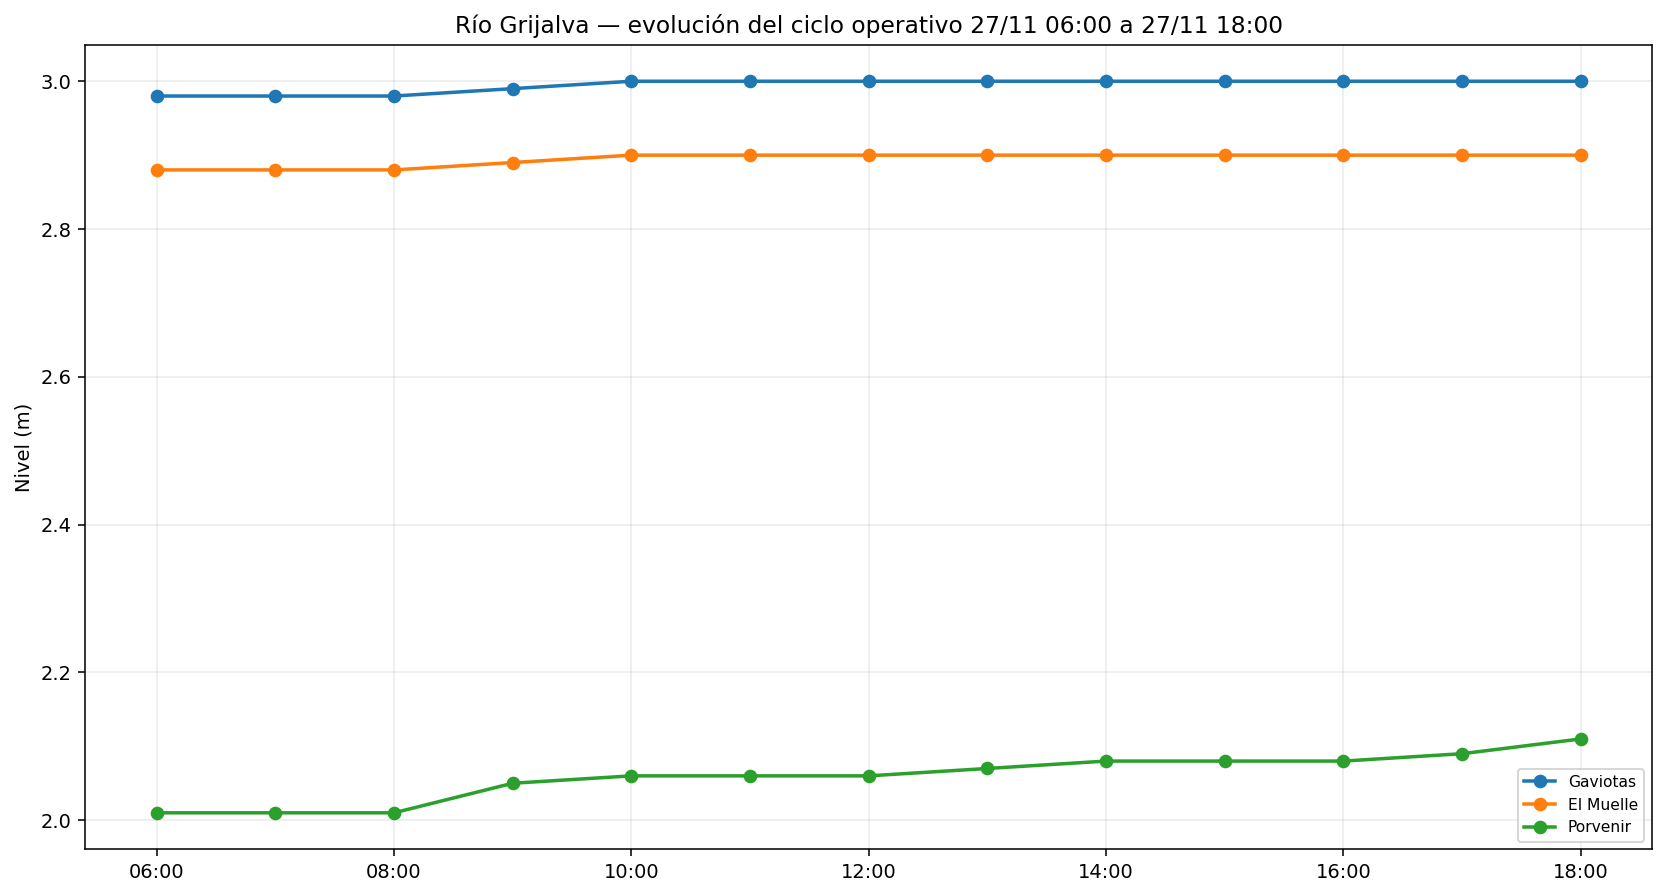 Río Grijalva — evolución del ciclo operativo 27/11 06:00 a 27/11 18:00
Nivel (m)
3.0
2.8
2.6
2.4
2.2
2.0
06:00 08:00 10:00 12:00 14:00 16:00 18:00
Gaviotas
El Muelle
Porvenir